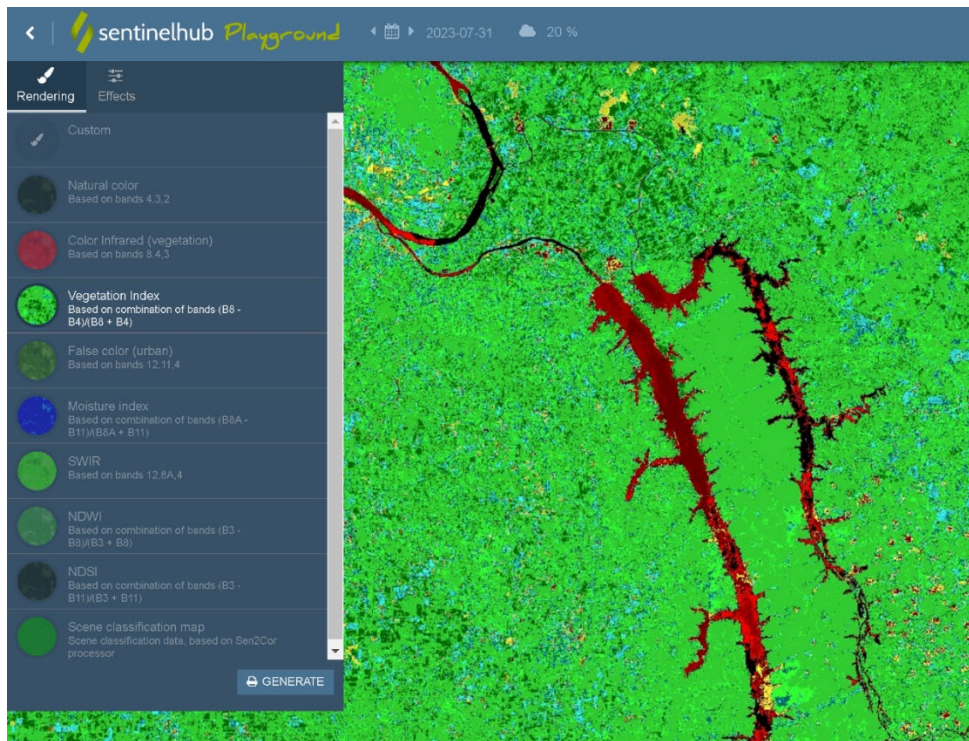 sentinelhub Playground
2023-07-31
20 %
Rendering
Effects
Custom
Natural color
Based on bands 4,3,2
Color Infrared (vegetation)
Based on bands 8,4,3
Vegetation Index
Based on combination of bands (B8 -
B4)/(B8 + B4)
False color (urban)
Based on bands 12,11,4
Moisture index
Based on combination of bands (B8A -
B11)/(B8A + B11)
SWIR
Based on bands 12,8A,4
NDWI
Based on combination of bands (B3 -
B8)/(B3 + B8)
NDSI
Based on combination of bands (B3 -
B11)/(B3 + B11)
Scene classification map
Scene classification data, based on Sen2Cor
processor
GENERATE